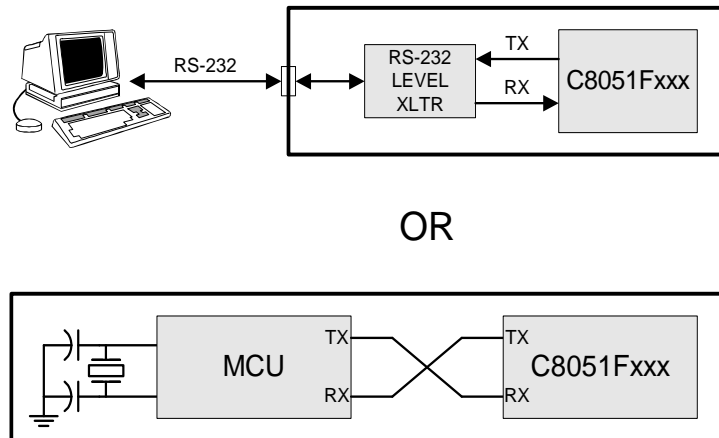 RS-232
RS-232
LEVEL
XLTR
TX
RX
C8051Fxxx
OR
MCU
TX
RX
TX
RX
C8051Fxxx